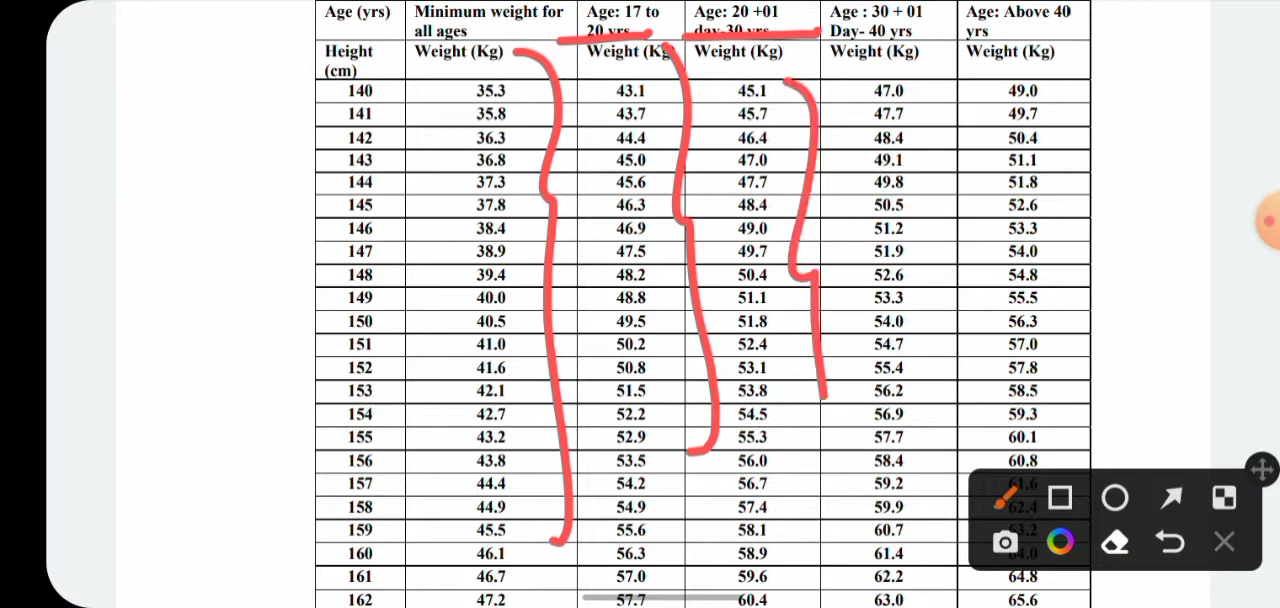 Age (yrs) Minimum weight for all ages Age: 17 to 20 yrs Age: 20 +01 day-30 yrs Age : 30 + 01 Day- 40 yrs Age: Above 40 yrs
Height (cm) Weight (Kg) Weight (Kg) Weight (Kg) Weight (Kg) Weight (Kg)
140 35.3 43.1 45.1 47.0 49.0
141 35.8 43.7 45.7 47.7 49.7
142 36.3 44.4 46.4 48.4 50.4
143 36.8 45.0 47.0 49.1 51.1
144 37.3 45.6 47.7 49.8 51.8
145 37.8 46.3 48.4 50.5 52.6
146 38.4 46.9 49.0 51.2 53.3
147 38.9 47.5 49.7 51.9 54.0
148 39.4 48.2 50.4 52.6 54.8
149 40.0 48.8 51.1 53.3 55.5
150 40.5 49.5 51.8 54.0 56.3
151 41.0 50.2 52.4 54.7 57.0
152 41.6 50.8 53.1 55.4 57.8
153 42.1 51.5 53.8 56.2 58.5
154 42.7 52.2 54.5 56.9 59.3
155 43.2 52.9 55.3 57.7 60.1
156 43.8 53.5 56.0 58.4 60.8
157 44.4 54.2 56.7 59.2 61.6
158 44.9 54.9 57.4 59.9 62.4
159 45.5 55.6 58.1 60.7 63.2
160 46.1 56.3 58.9 61.4 64.0
161 46.7 57.0 59.6 62.2 64.8
162 47.2 57.7 60.4 63.0 65.6